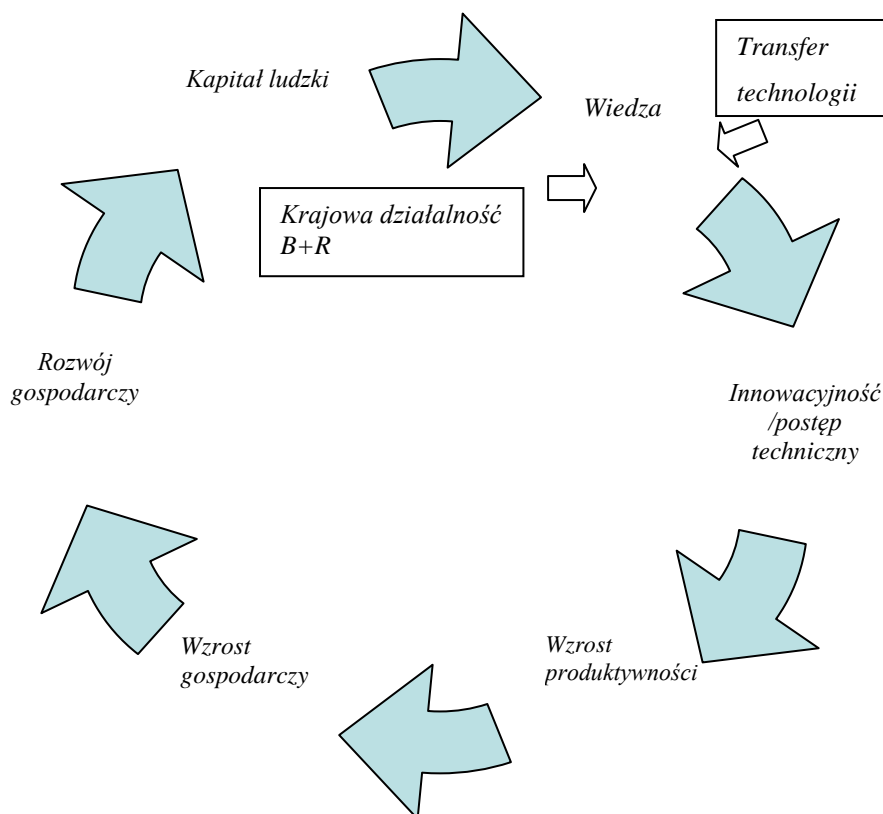 Kapitał ludzki
Wiedza
Transfer
technologii
Krajowa działalność
B+R
Rozwój
gospodarczy
Innowacyjność
/postęp
techniczny
Wzrost
gospodarczy
Wzrost
produktywności